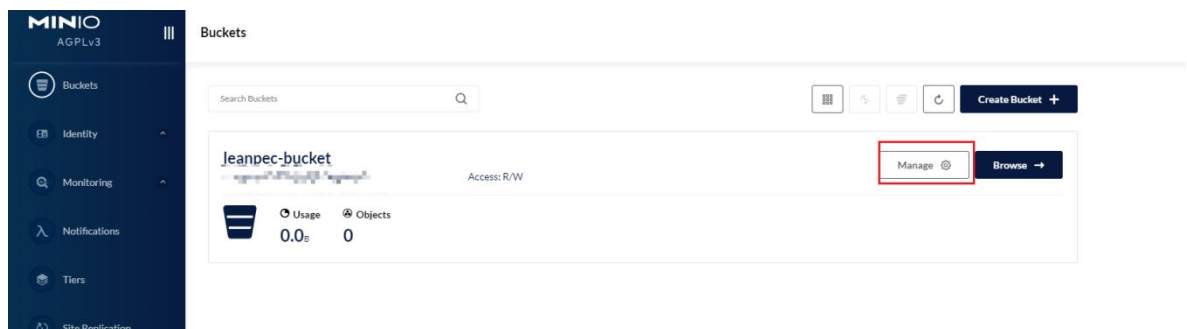 MINIO
AGPLv3
Buckets
Buckets
Identity
Monitoring
Notifications
Tiers
Site Replication
Search Buckets
Create Bucket +
leanpec-bucket
Access: R/W
Manage
Browse →
Usage
0.0B
Objects
0